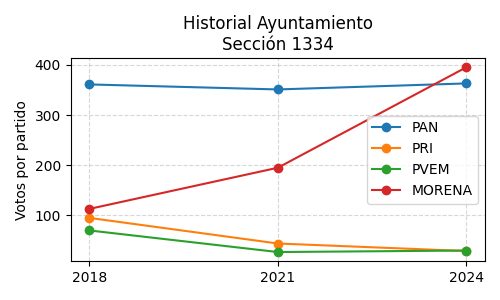 Historial Ayuntamiento
Sección 1334
Votos por partido
400
300
200
100
2018
2021
2024
PAN
PRI
PVEM
MORENA